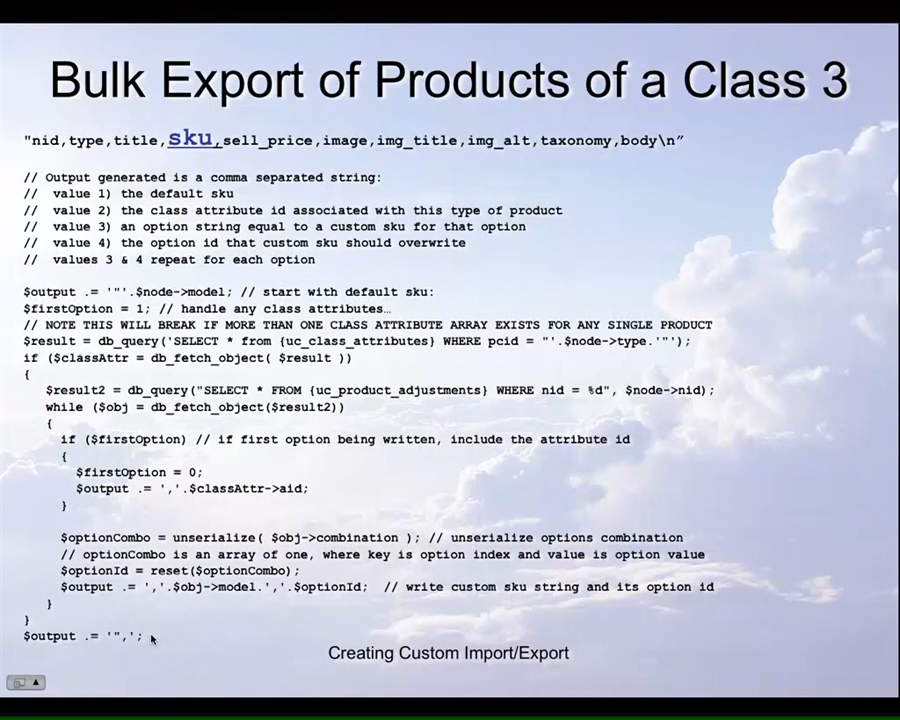 Bulk Export of Products of a Class 3
"nid,type,title,sku,sell_price,image,img_title,img_alt,taxonomy,body\n”
// Output generated is a comma separated string:
//  value 1) the default sku
//  value 2) the class attribute id associated with this type of product
//  value 3) an option string equal to a custom sku for that option
//  value 4) the option id that custom sku should overwrite
//  values 3 & 4 repeat for each option
$output .= '"'.$node->model; // start with default sku:
$firstOption = 1; // handle any class attributes…
// NOTE THIS WILL BREAK IF MORE THAN ONE CLASS ATTRIBUTE ARRAY EXISTS FOR ANY SINGLE PRODUCT
$result = db_query('SELECT * from {uc_class_attributes} WHERE pcid = "'.$node->type.'"');
if ($classAttr = db_fetch_object( $result ))
{
   $result2 = db_query("SELECT * FROM {uc_product_adjustments} WHERE nid = %d", $node->nid);
   while ($obj = db_fetch_object($result2))
   {
     if ($firstOption) // if first option being written, include the attribute id
     {
       $firstOption = 0;
       $output .= ','.$classAttr->aid;
     }
     $optionCombo = unserialize( $obj->combination ); // unserialize options combination
     // optionCombo is an array of one, where key is option index and value is option value
     $optionId = reset($optionCombo);
     $output .= ','.$obj->model.','.$optionId;  // write custom sku string and its option id
   }
}
$output .= '",';
Creating Custom Import/Export